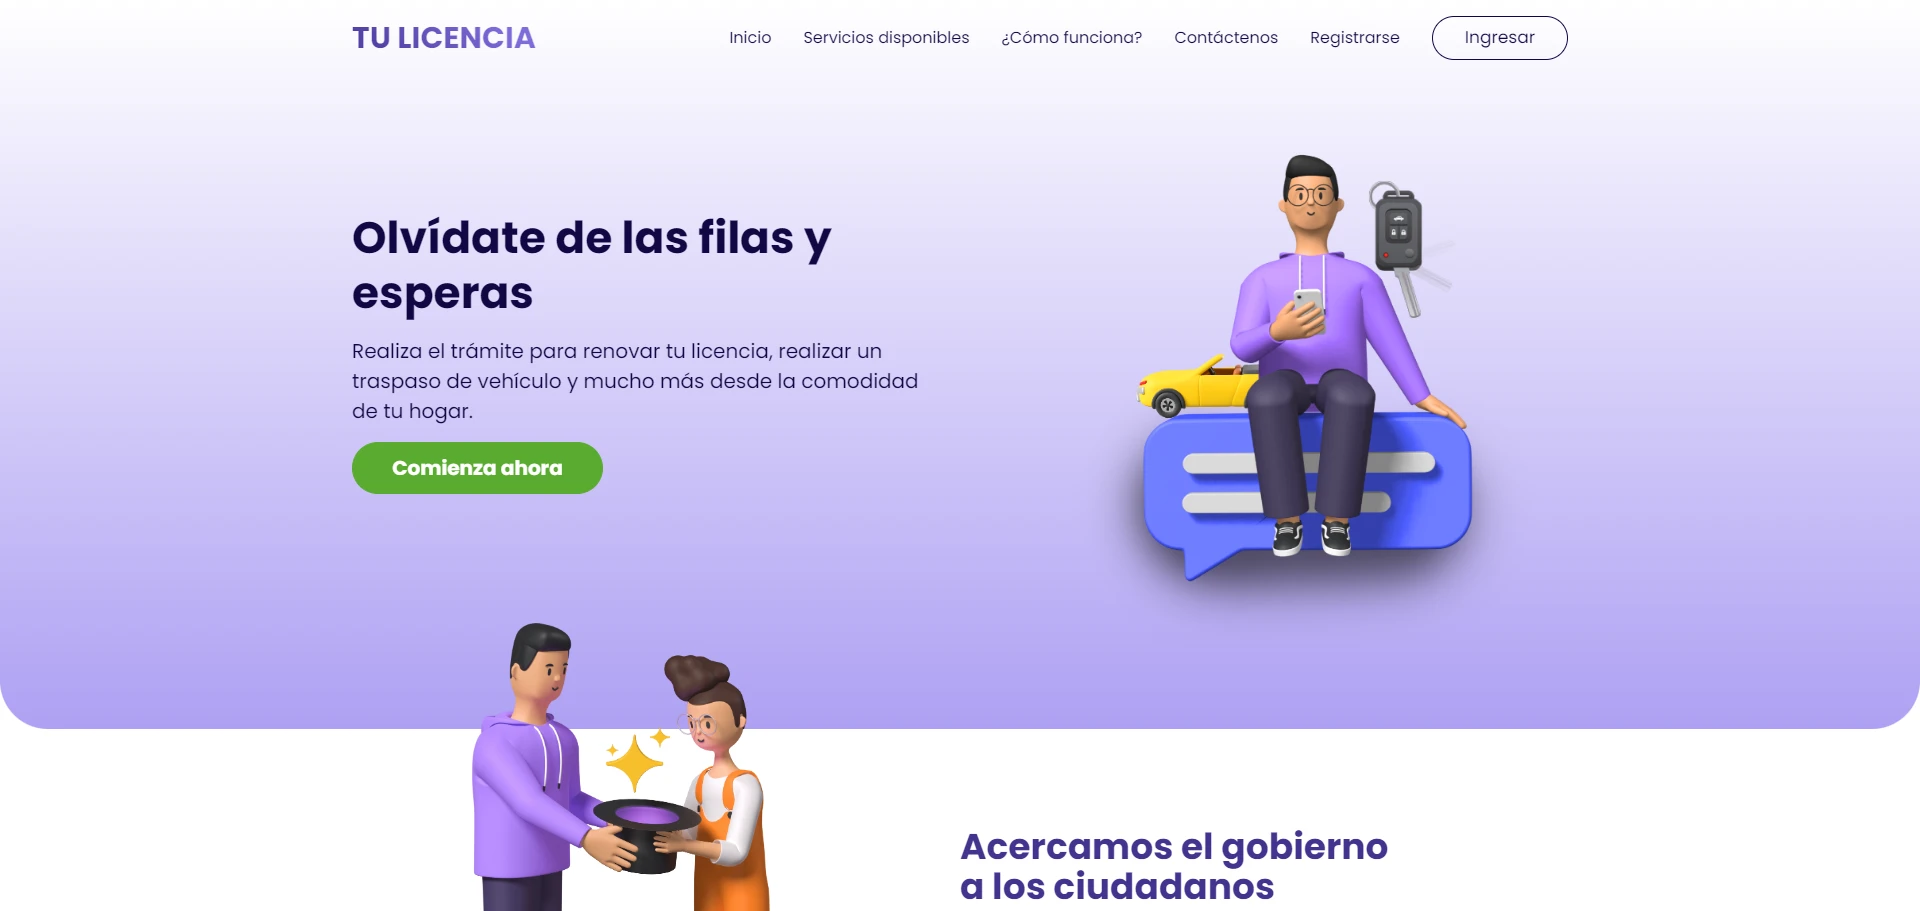 TU LICENCIA
Inicio
Servicios disponibles
¿Cómo funciona?
Contáctenos
Registrarse
Ingresar
Olvídate de las filas y
esperas
Realiza el trámite para renovar tu licencia, realizar un
traspaso de vehículo y mucho más desde la comodidad
de tu hogar.
Comienza ahora
Acercamos el gobierno
a los ciudadanos